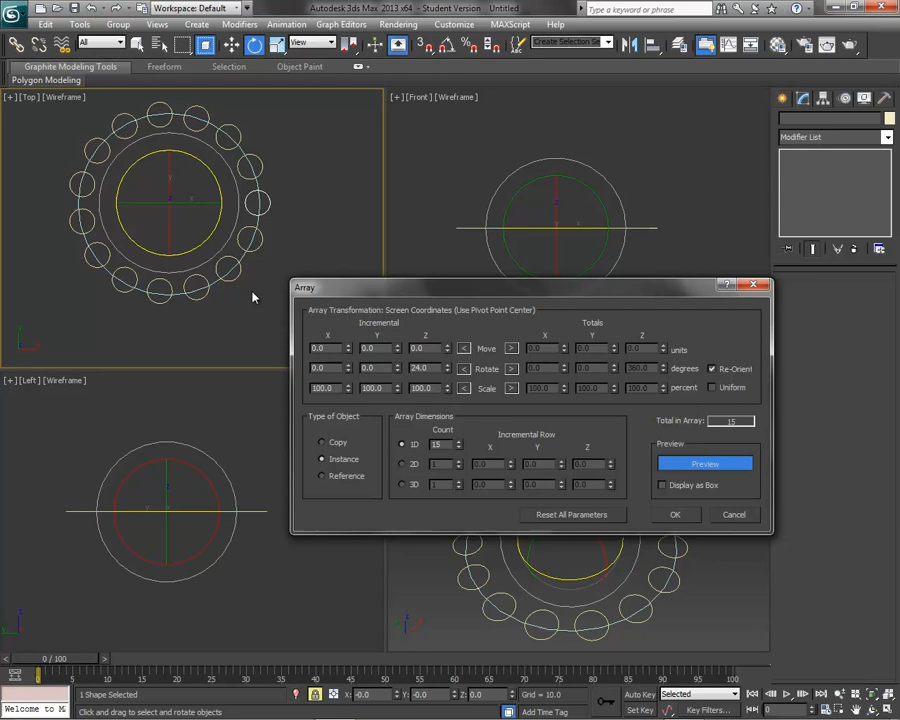 Workspace: Default
Autodesk 3ds Max 2013 x64 - Student Version Untitled
Type a keyword or phrase
Edit Tools Group Views Create Modifiers Animation Graph Editors Rendering Customize MAXScript Help
All
View
Create Selection Se
Graphite Modeling Tools Freeform Selection Object Paint
Polygon Modeling
[+] [Top] [Wireframe]
[+] [Front] [Wireframe]
Modifier List
Array
Array Transformation: Screen Coordinates (Use Pivot Point Center)
Incremental Totals
X Y Z X Y Z
0.0 0.0 0.0 < Move > 0.0 0.0 0.0 units
0.0 0.0 24.0 < Rotate > 0.0 0.0 360.0 degrees Re-Orient
100.0 100.0 100.0 < Scale > 100.0 100.0 100.0 percent Uniform
Type of Object
Copy
Instance
Reference
Array Dimensions
Count
Incremental Row
X Y Z
1D 15
2D 1 0.0 0.0 0.0
3D 1 0.0 0.0 0.0
Total in Array: 15
Preview
Preview
Display as Box
Reset All Parameters OK Cancel
[+] [Left] [Wireframe]
0 / 100
0 5 10 15 20 25 30 35 40 45 50 55 60 65 70 75 80 85 90 95 100
1 Shape Selected
X: -0.0 Y: -0.0 Z: 0.0 Grid = 10.0
Auto Key Selected
Welcome to M
Click and drag to select and rotate objects
Add Time Tag
Set Key Key Filters... 0